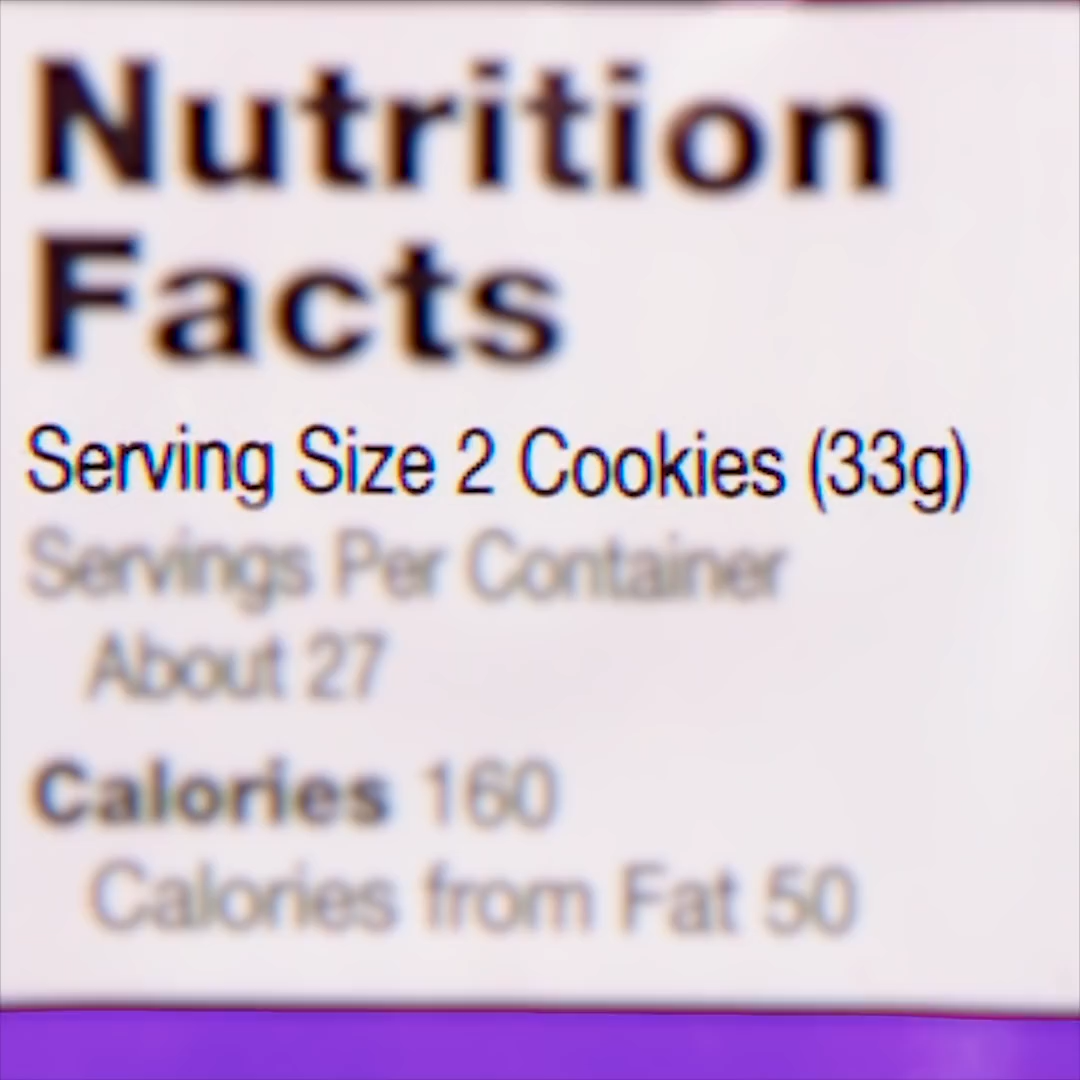 Nutrition
Facts
Serving Size 2 Cookies (33g)
Servings Per Container
About 27
Calories 160
Calories from Fat 50